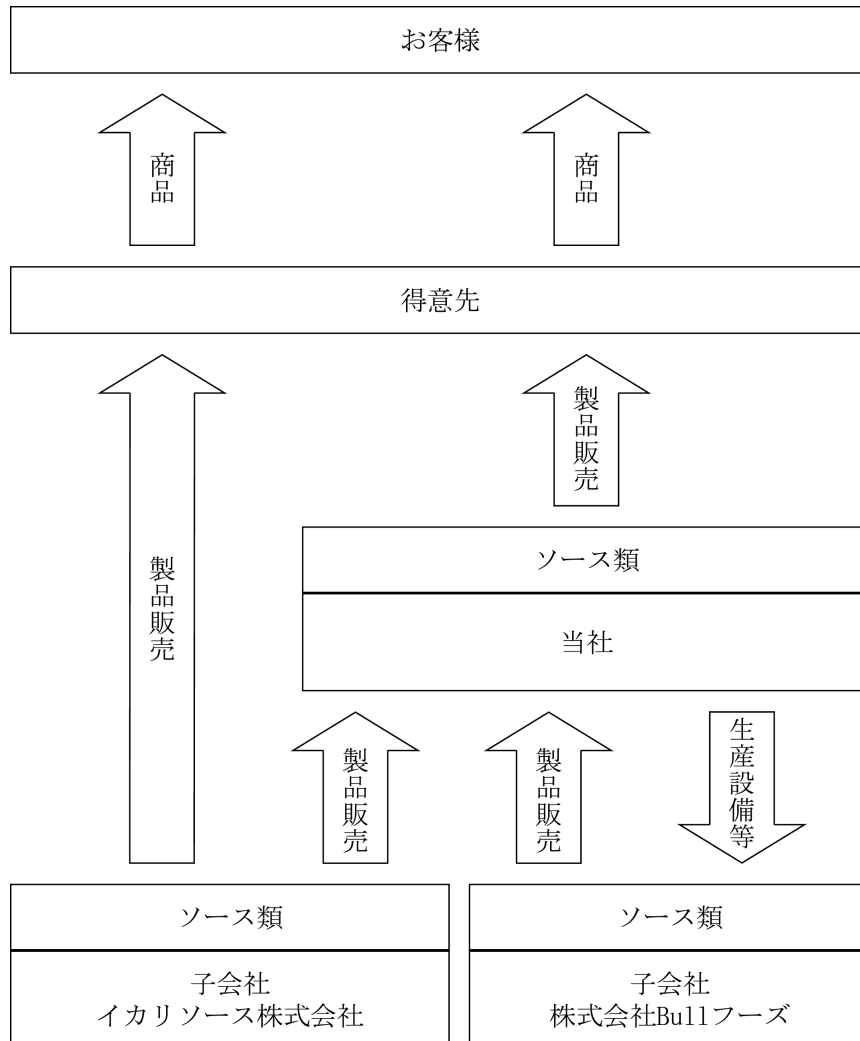 お客様
商品
商品
得意先
製品販売
製品販売
ソース類
当社
製品販売
製品販売
生産設備等
ソース類
子会社
イカリソース株式会社
ソース類
子会社
株式会社Bullフーズ